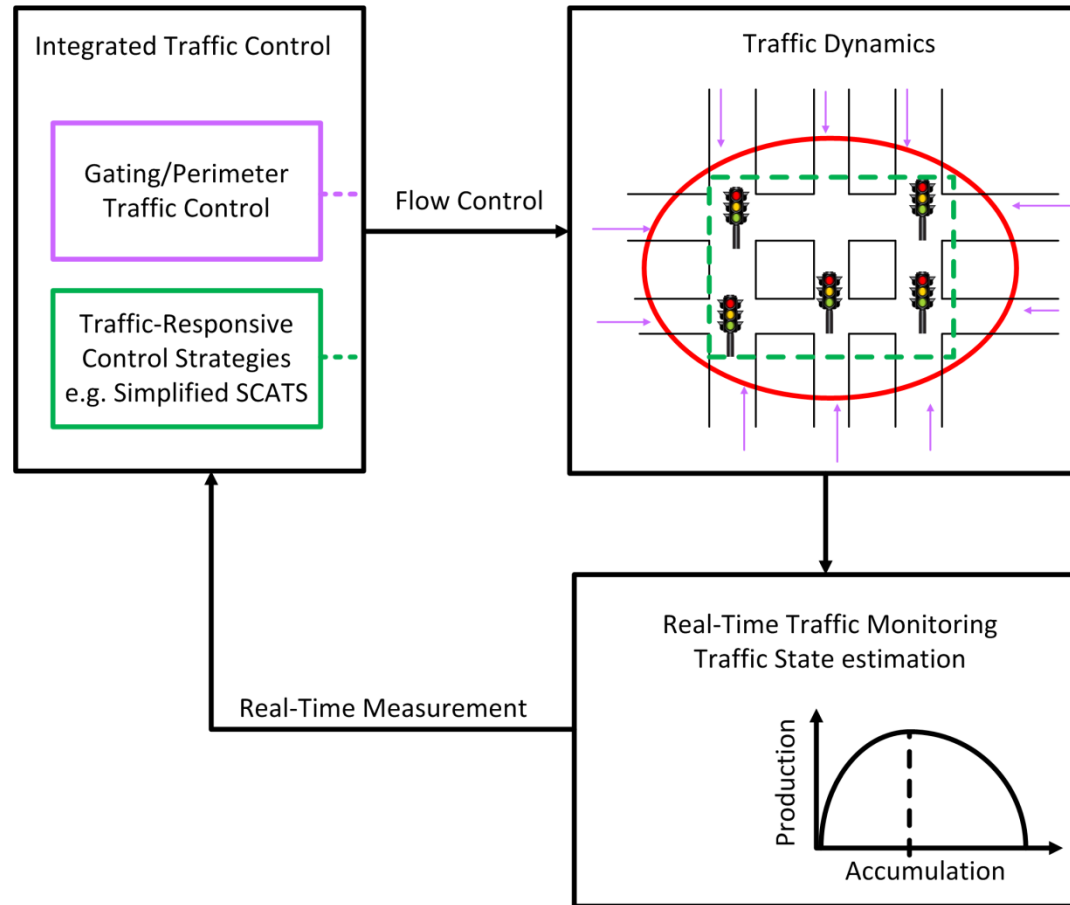 Integrated Traffic Control
Gating/Perimeter
Traffic Control
Traffic-Responsive
Control Strategies
e.g. Simplified SCATS
Flow Control
Traffic Dynamics
Real-Time Traffic Monitoring
Traffic State estimation
Production
Accumulation
Real-Time Measurement